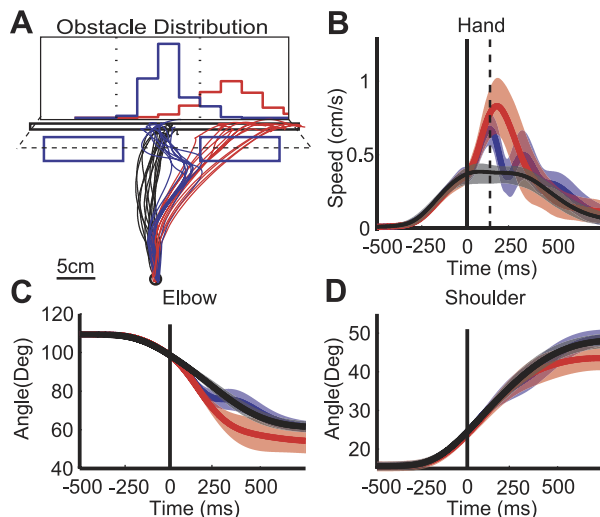 A
Obstacle Distribution
5cm
B
Hand
Speed (cm/s)
1
0.5
0
-500 -250 0 250 500
Time (ms)
C
Elbow
Angle(Deg)
120
100
80
60
40
-500 -250 0 250 500
Time (ms)
D
Shoulder
Angle(Deg)
50
40
30
20
-500 -250 0 250 500
Time (ms)